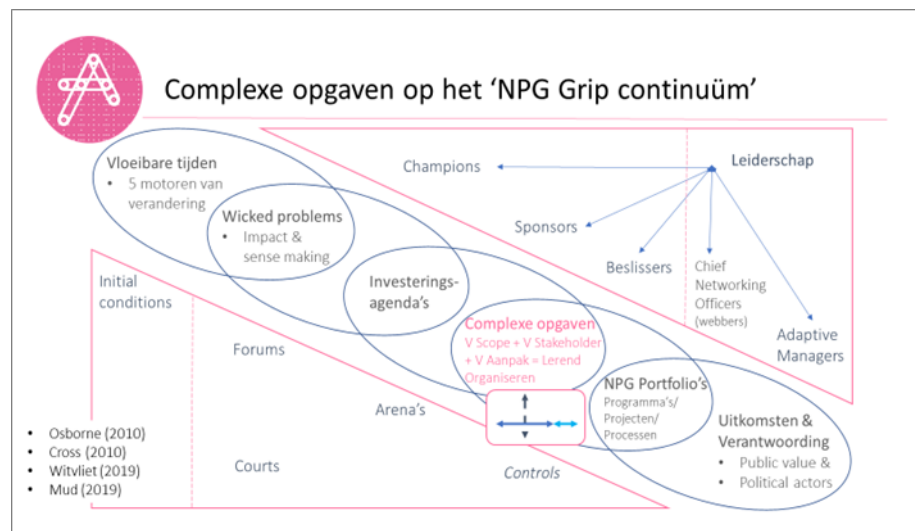 Complexe opgaven op het ‘NPG Grip continuüm’
Vloeibare tijden
• 5 motoren van
verandering
Wicked problems
• Impact &
sense making
Investerings-
agenda’s
Complexe opgaven
V Scope + V Stakeholder
+ V Aanpak = Lerend
Organiseren
NPG Portfolio’s
Programma’s/
Projecten/
Processen
Uitkomsten &
Verantwoording
• Public value &
• Political actors
Champions
Leiderschap
Sponsors
Beslissers
Chief
Networking
Officers
(webbers)
Adaptive
Managers
Initial
conditions
Forums
Arena’s
Courts
Controls
• Osborne (2010)
• Cross (2010)
• Witvliet (2019)
• Mud (2019)